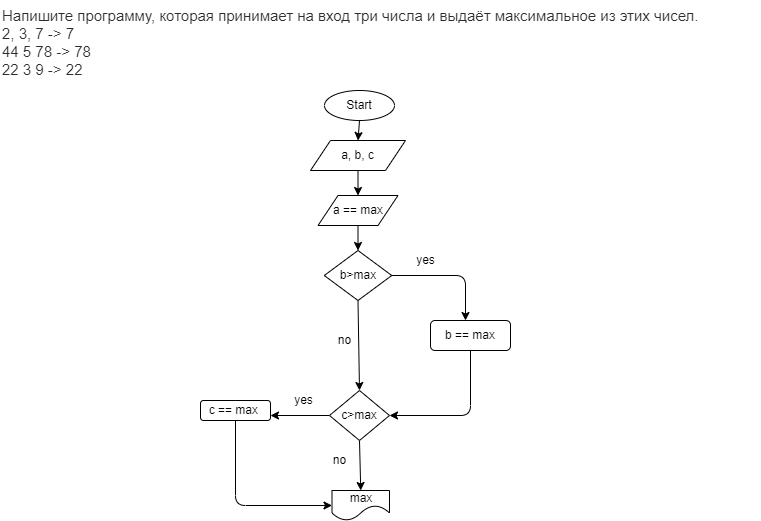 Напишите программу, которая принимает на вход три числа и выдаёт максимальное из этих чисел.
2, 3, 7 -> 7
44 5 78 -> 78
22 3 9 -> 22
Start
a, b, c
a == max
b>max
yes
no
b == max
c>max
yes
c == max
no
max